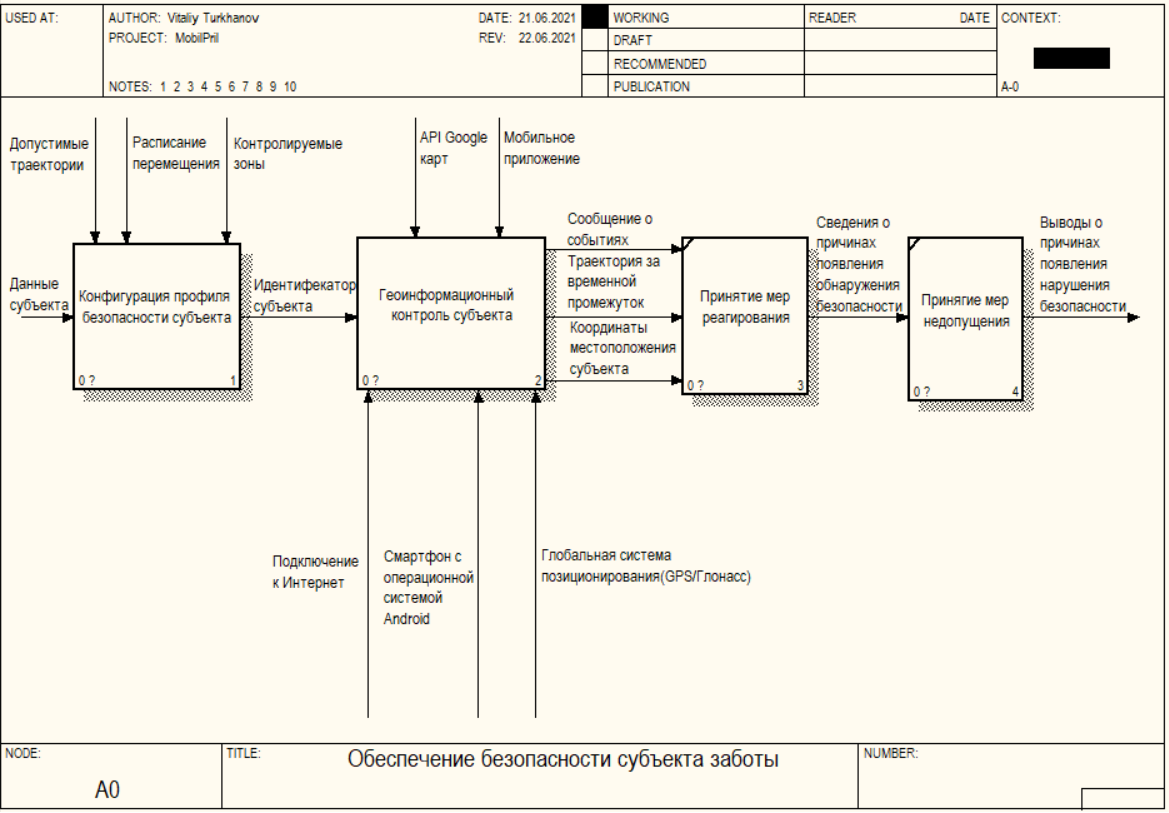 USED AT:
AUTHOR: Vitaliy Turkhanov
DATE: 21.06.2021
WORKING
READER
DATE
CONTEXT:
PROJECT: MobilPril
REV: 22.06.2021
DRAFT
RECOMMENDED
NOTES: 1 2 3 4 5 6 7 8 9 10
PUBLICATION
A-0
Допустимые
траектории
Расписание
перемещения
Контролируемые
зоны
API Google
карт
Мобильное
приложение
Данные
субъекта
Конфигурация профиля
безопасности субъекта
0 ?
1
Идентифекатор
субъекта
Геоинформационный
контроль субъекта
0 ?
2
Сообщение о
событиях
Траектория за
временной
промежуток
Координаты
местоположения
субъекта
Принятие мер
реагирования
0 ?
3
Сведения о
причинах
появления
обнаружения
безопасности
Принягие мер
недопущения
0 ?
4
Выводы о
причинах
появления
нарушения
безопасности
Подключение
к Интернет
Смартфон с
операционной
системой
Android
Глобальная система
позиционирования(GPS/Глонасс)
NODE:
A0
TITLE:
Обеспечение безопасности субъекта заботы
NUMBER: